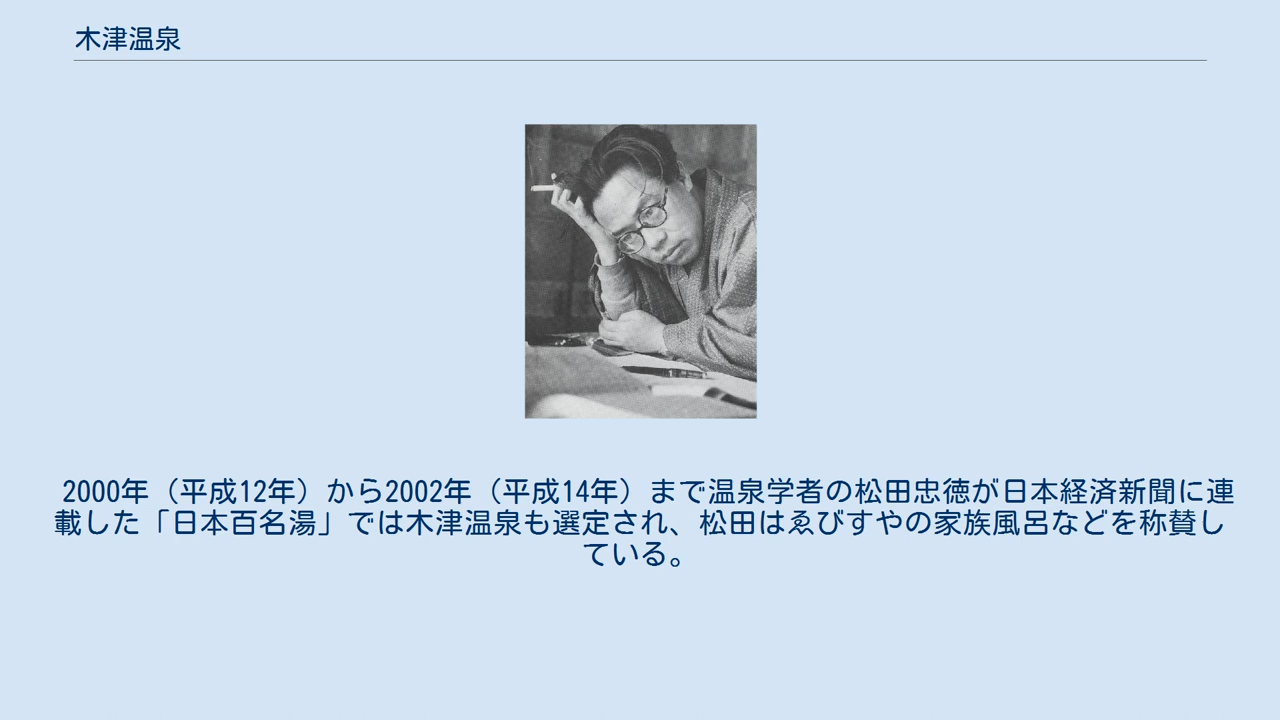 木津温泉
2000年（平成12年）から2002年（平成14年）まで温泉学者の松田忠徳が日本経済新聞に連
載した「日本百名湯」では木津温泉も選定され、松田はゑびすやの家族風呂などを称賛し
ている。